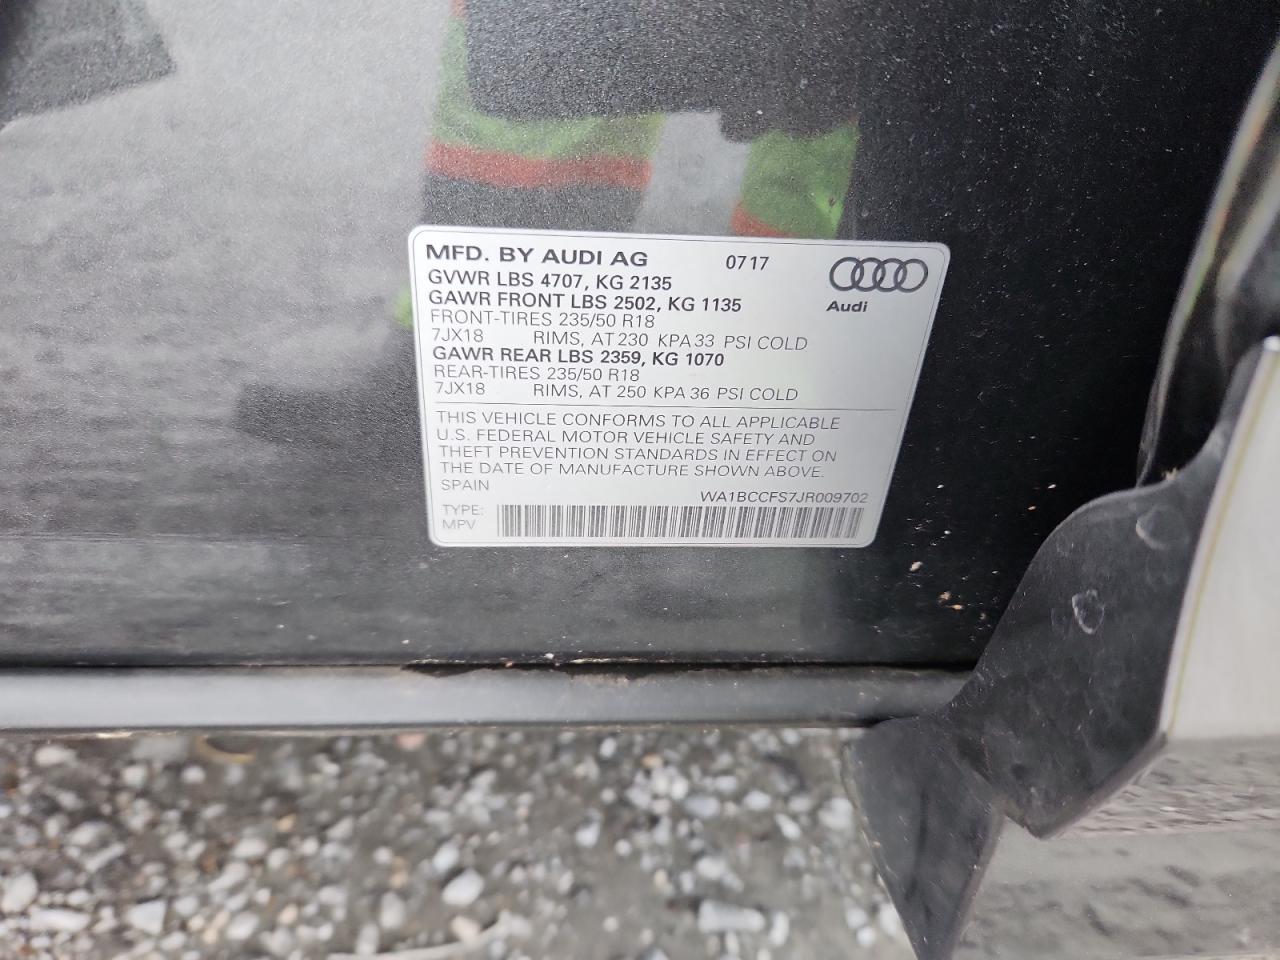 MFD. BY AUDI AG 0717
GVWR LBS 4707, KG 2135
GAWR FRONT LBS 2502, KG 1135
Audi
FRONT-TIRES 235/50 R18
7JX18 RIMS, AT 230 KPA 33 PSI COLD
GAWR REAR LBS 2359, KG 1070
REAR-TIRES 235/50 R18
7JX18 RIMS, AT 250 KPA 36 PSI COLD
THIS VEHICLE CONFORMS TO ALL APPLICABLE
U.S. FEDERAL MOTOR VEHICLE SAFETY AND
THEFT PREVENTION STANDARDS IN EFFECT ON
THE DATE OF MANUFACTURE SHOWN ABOVE.
SPAIN
WA1BCCFS7JR009702
TYPE:
MPV